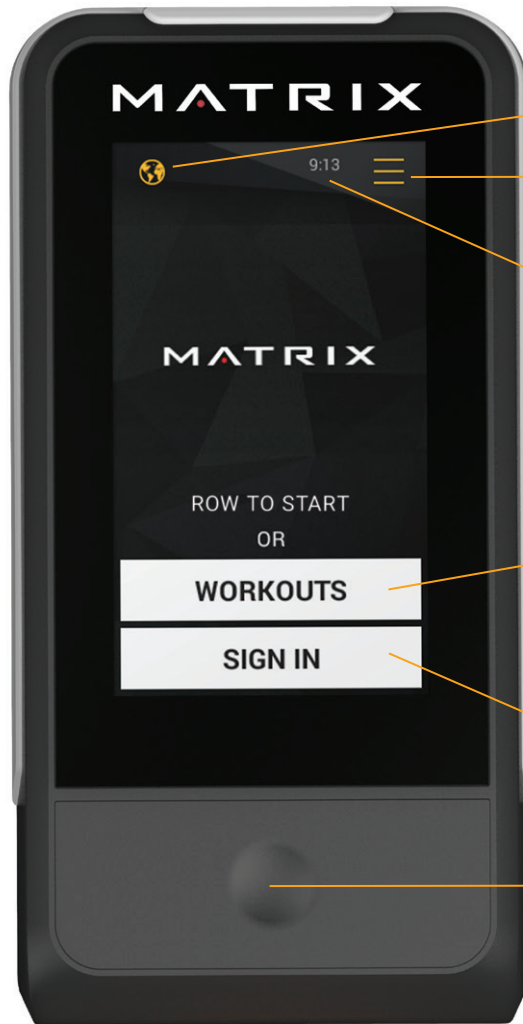 MATRIX
9:13
MATRIX
ROW TO START
OR
WORKOUTS
SIGN IN